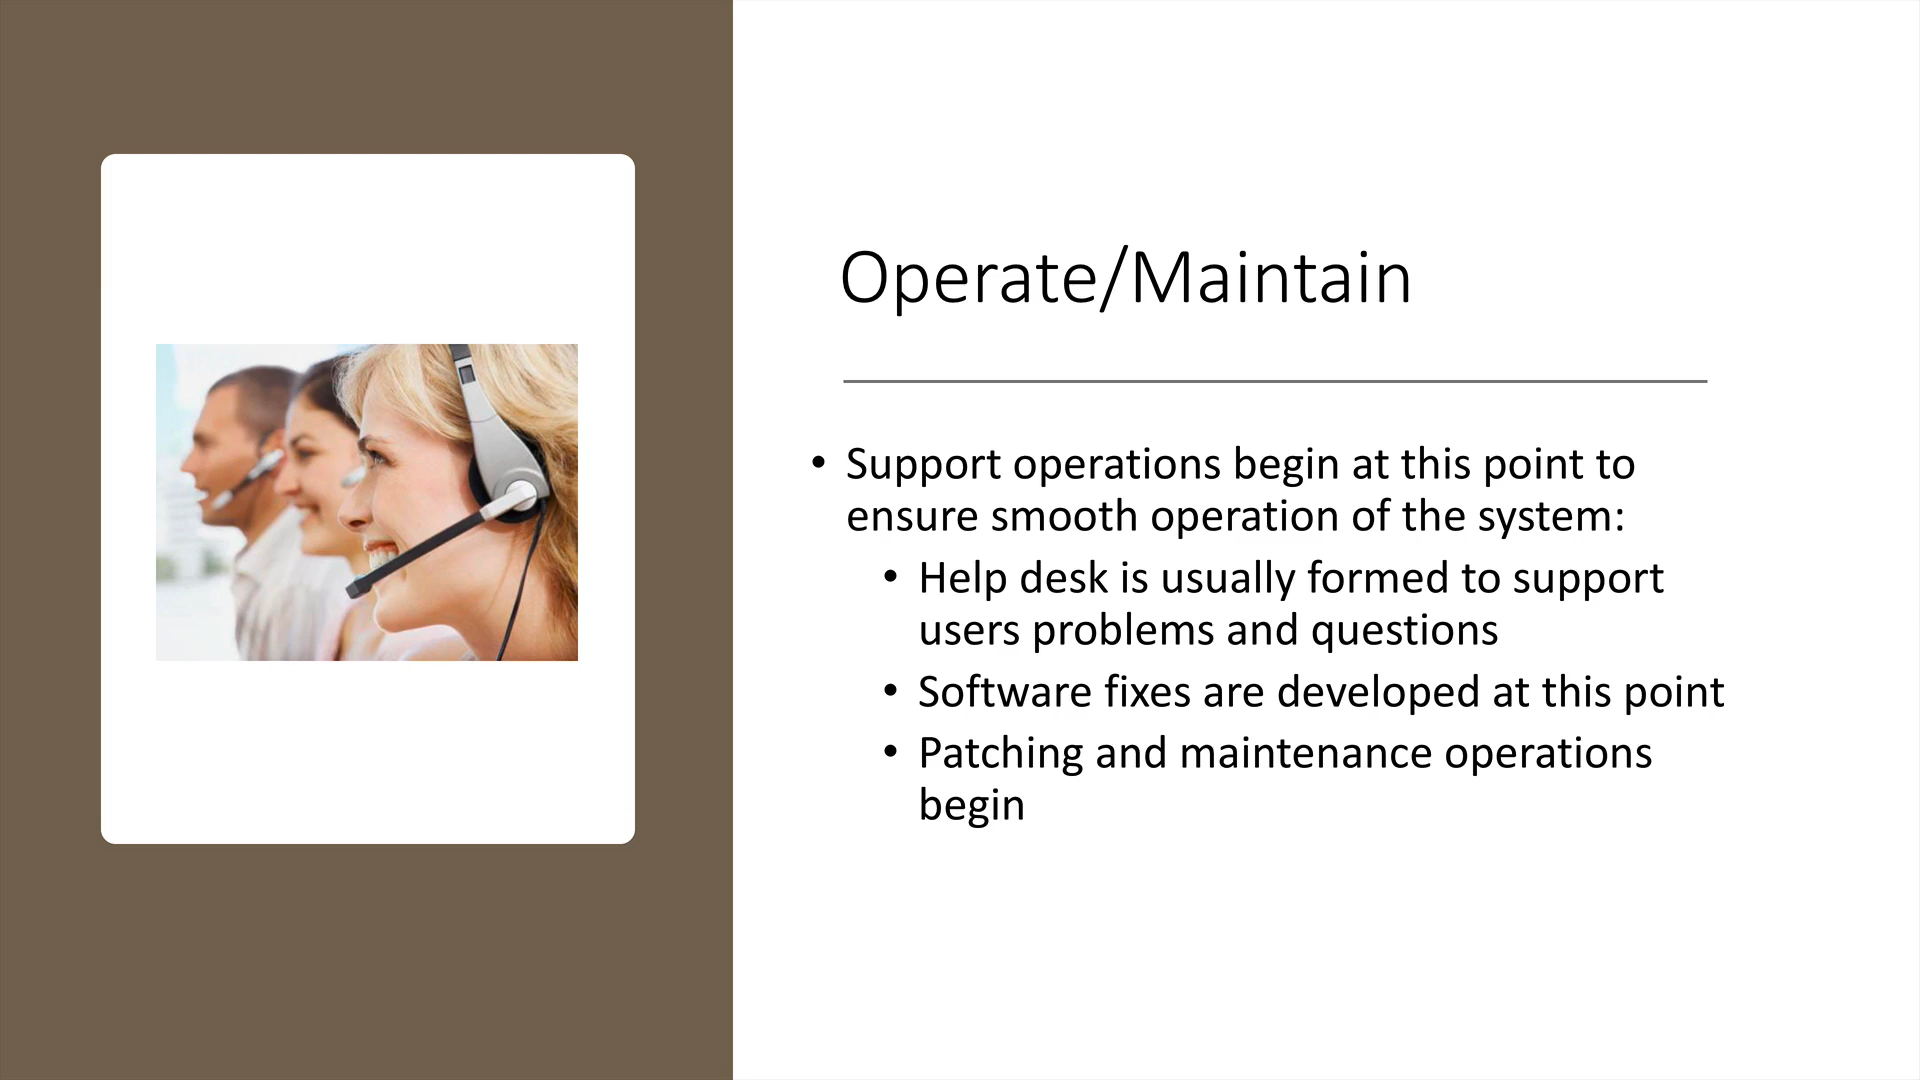 Operate/Maintain
• Support operations begin at this point to
ensure smooth operation of the system:
• Help desk is usually formed to support
users problems and questions
• Software fixes are developed at this point
• Patching and maintenance operations
begin